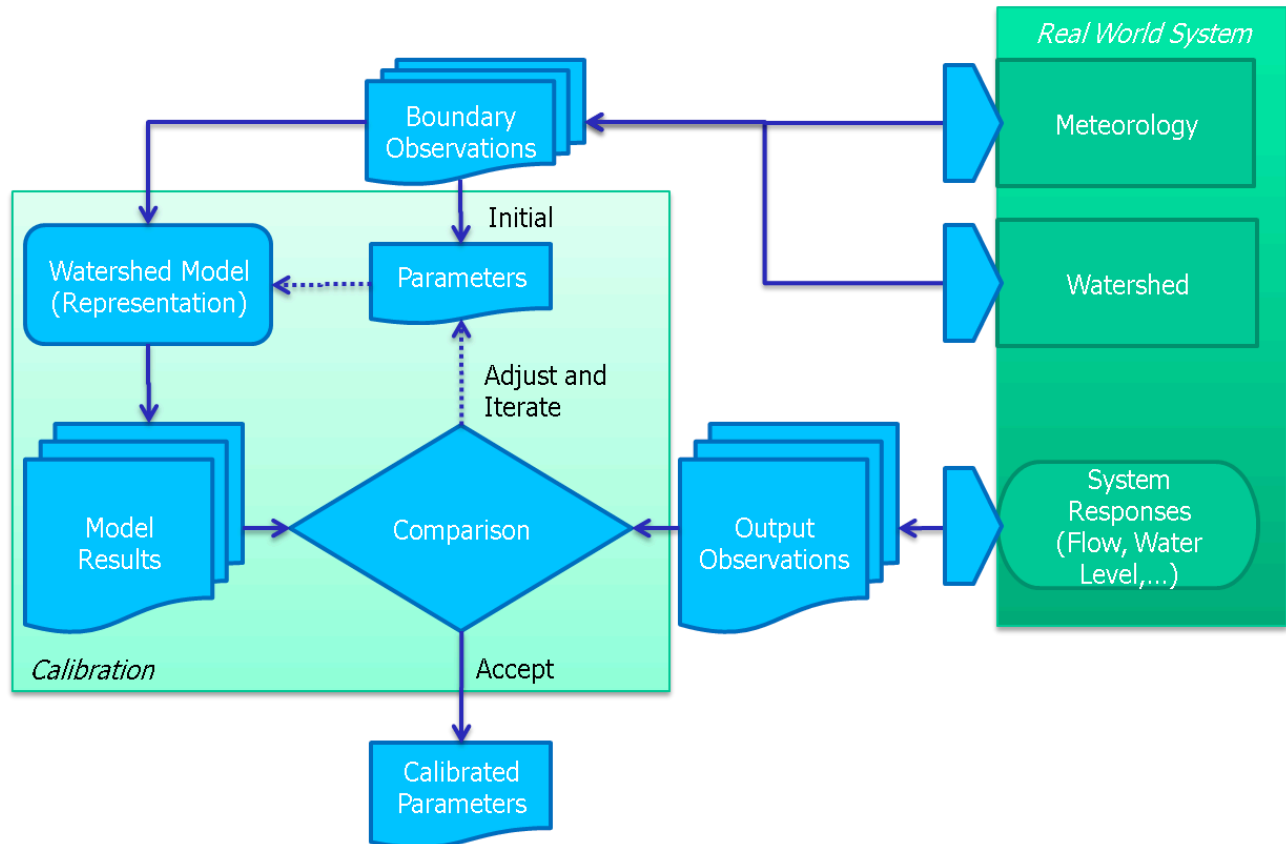 Real World System
Boundary
Observations
Meteorology
Initial
Watershed Model
(Representation)
Parameters
Watershed
Adjust and
Iterate
Model
Results
Comparison
Output
Observations
System
Responses
(Flow, Water
Level,...)
Calibration
Accept
Calibrated
Parameters